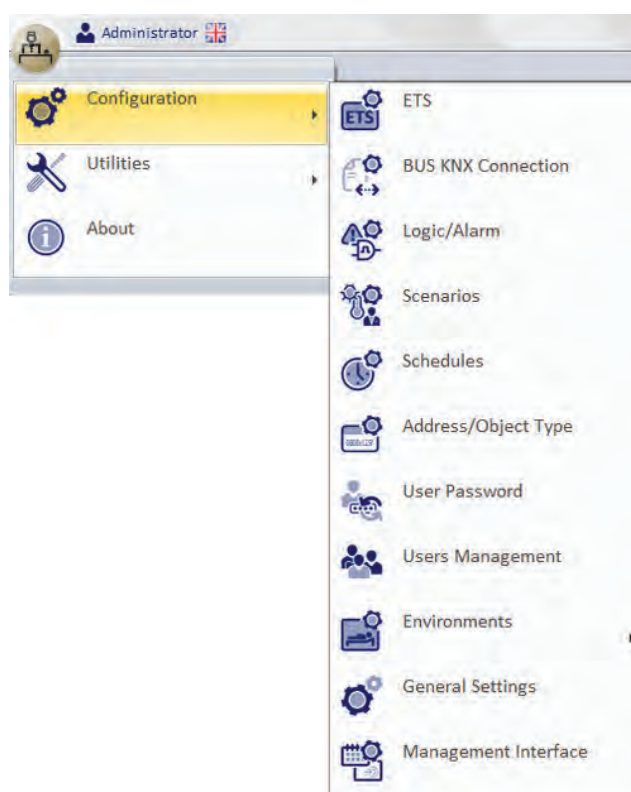 Administrator
Configuration
Utilities
About
ETS
ETS
BUS KNX Connection
Logic/Alarm
Scenarios
Schedules
Address/Object Type
User Password
Users Management
Environments
General Settings
Management Interface